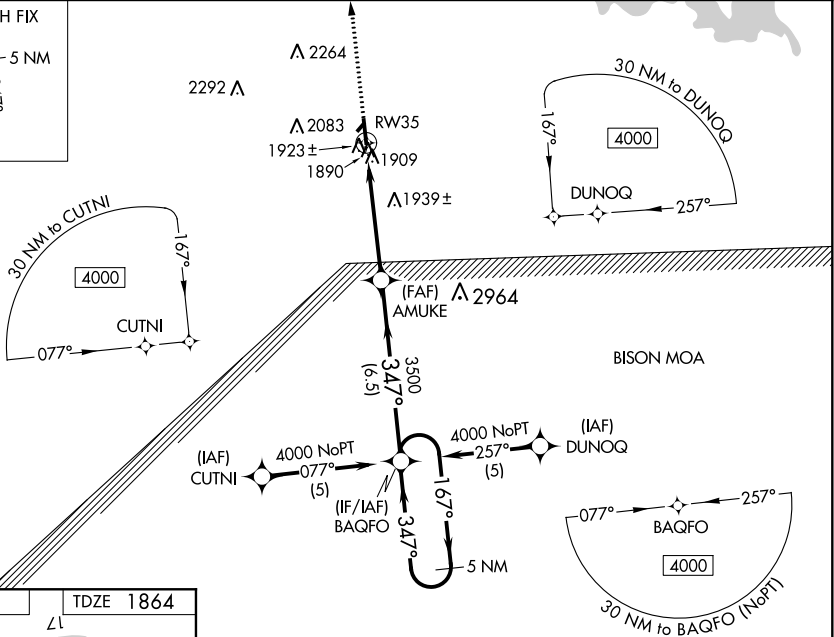 H FIX
5 NM
2264
2292
2083
RW35
1923±
1890
1909
1939±
30 NM to DUNOQ
167°
4000
DUNOQ
257°
30 NM to CUTNI
167°
4000
CUTNI
077°
(FAF)
AMUKE
2964
BISON MOA
347°
3500
(6.5)
(IAF)
CUTNI
4000 NoPT
077°
(5)
4000 NoPT
257°
(5)
(IAF)
DUNOQ
(IF/IAF)
BAQFO
347°
167°
5 NM
077°
257°
BAQFO
4000
30 NM to BAQFO (NoPT)
TDZE 1864
17